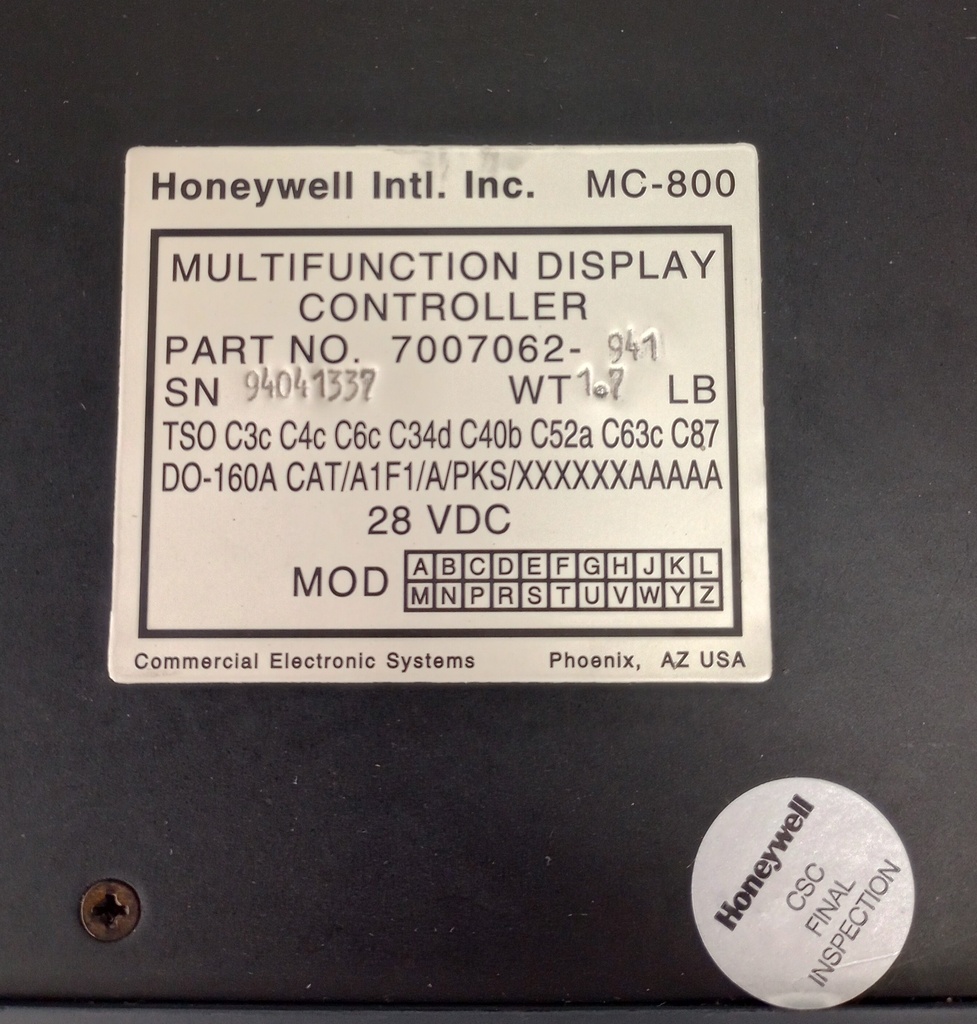 Honeywell Intl. Inc. MC-800
MULTIFUNCTION DISPLAY
CONTROLLER
PART NO. 7007062- 941
SN 94041337 WT 1.7 LB
TSO C3c C4c C6c C34d C40b C52a C63c C87
DO-160A CAT/A1F1/A/PKS/XXXXXXAAAAA
28 VDC
MOD A B C D E F G H J K L
M N P R S T U V W Y Z
Commercial Electronic Systems Phoenix, AZ USA
Honeywell
CSC
FINAL
INSPECTION